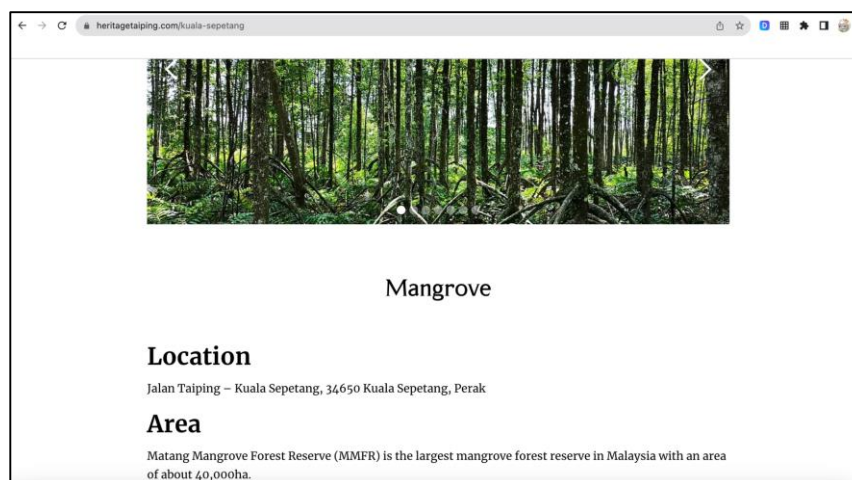 heritagetaiping.com/kuala-sepetang
Mangrove
Location
Jalan Taiping – Kuala Sepetang, 34650 Kuala Sepetang, Perak
Area
Matang Mangrove Forest Reserve (MMFR) is the largest mangrove forest reserve in Malaysia with an area
of about 40,000ha.